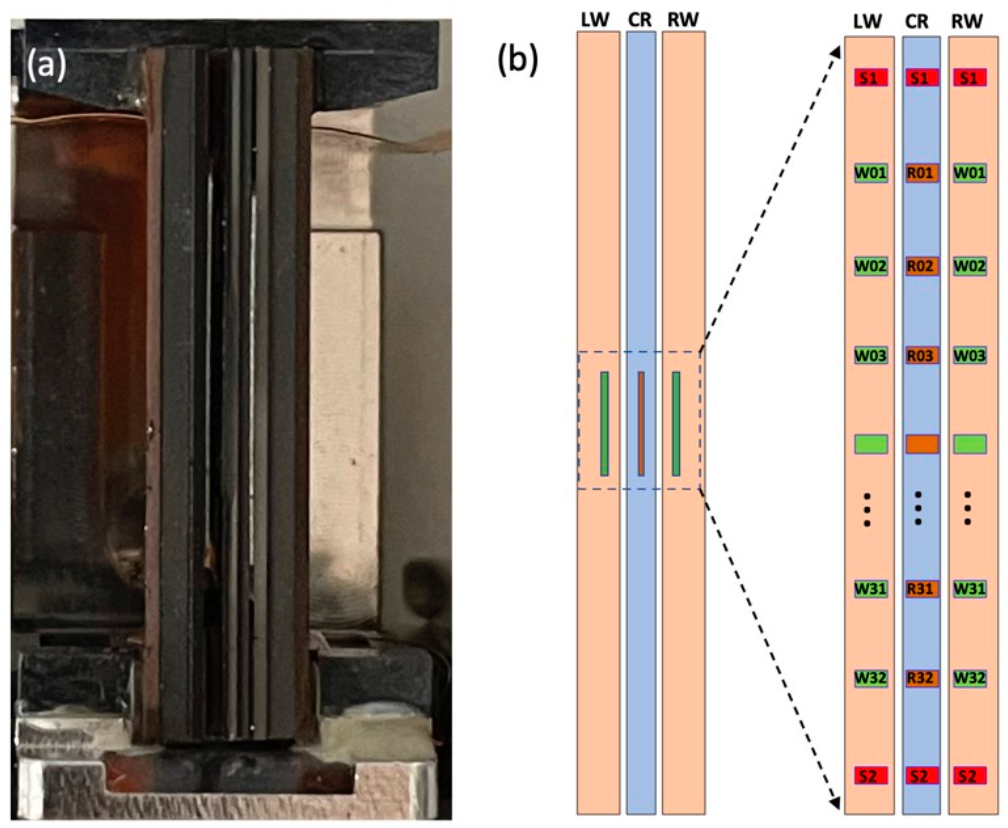 (a)
(b)
LW CR RW
LW CR RW
S1 S1 S1
W01 R01 W01
W02 R02 W02
W03 R03 W03
W31 R31 W31
W32 R32 W32
S2 S2 S2